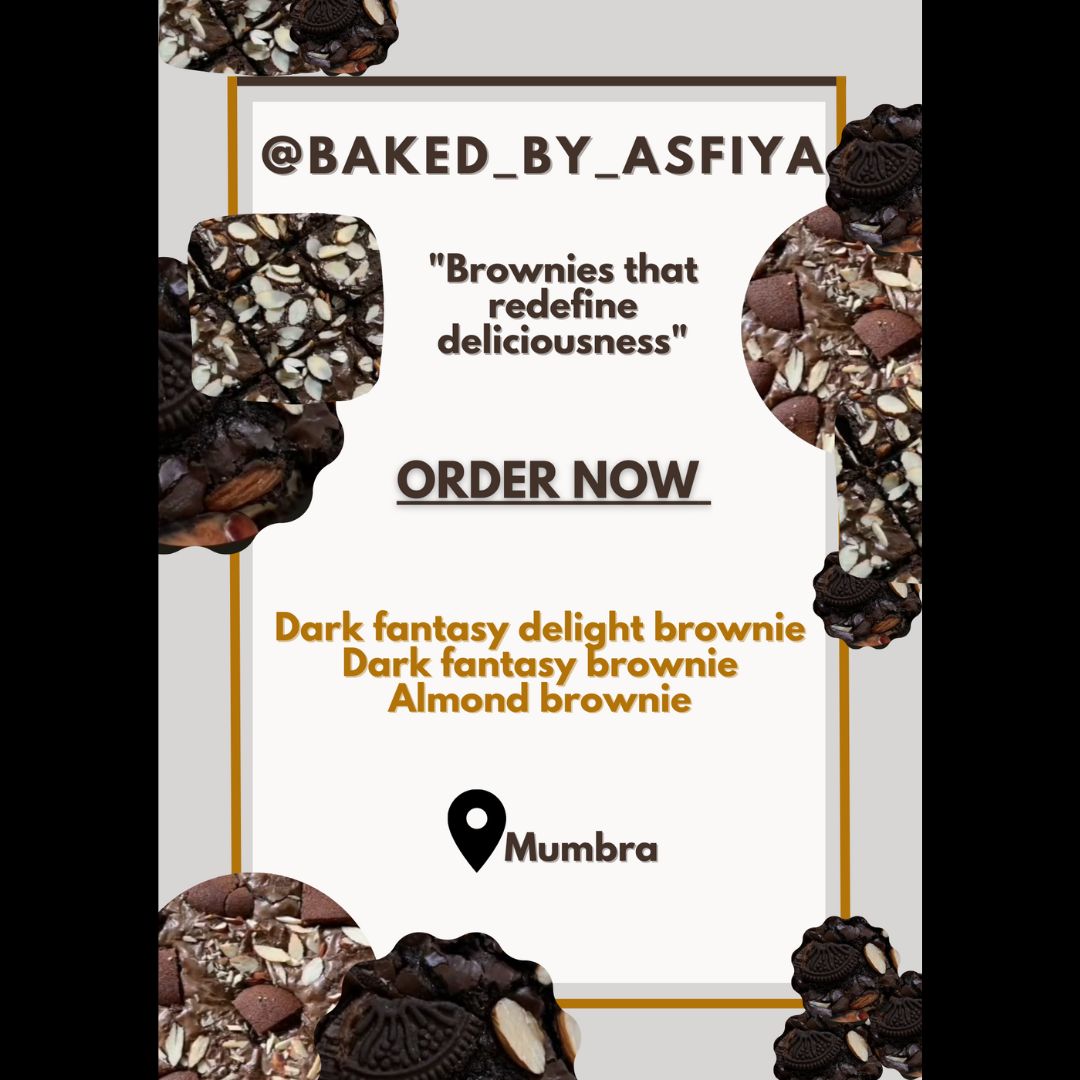 @BAKED_BY_ASFIYA
"Brownies that
redefine
deliciousness"
ORDER NOW
Dark fantasy delight brownie
Dark fantasy brownie
Almond brownie
Mumbra